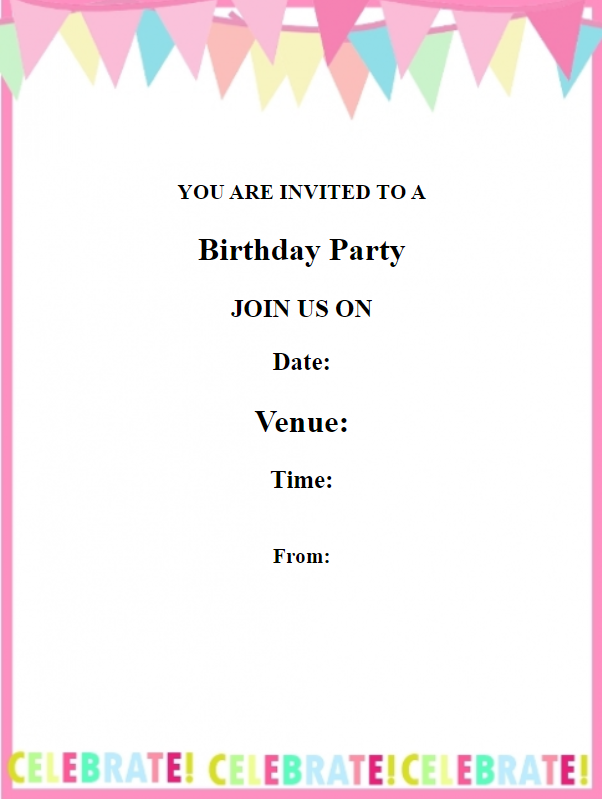 YOU ARE INVITED TO A
Birthday Party
JOIN US ON
Date:
Venue:
Time:
From:
CELEBRATE! CELEBRATE! CELEBRATE!